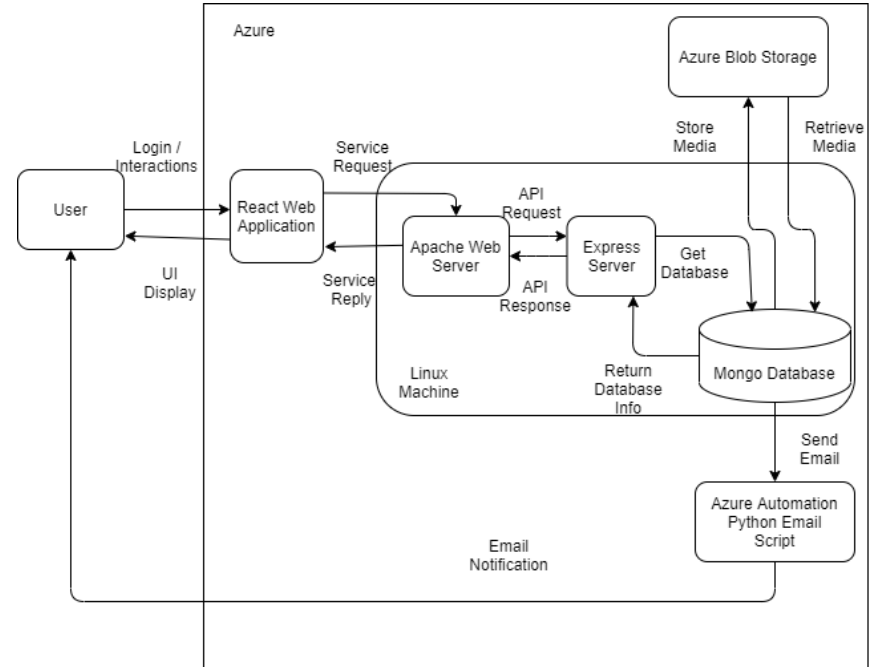 Azure
Azure Blob Storage
Store
Media
Retrieve
Media
Login /
Interactions
Service
Request
User
React Web
Application
API
Request
Apache Web
Server
Express
Server
Get
Database
UI
Display
Service
Reply
API
Response
Linux
Machine
Return
Database
Info
Mongo Database
Send
Email
Azure Automation
Python Email
Script
Email
Notification